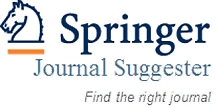 Springer
Journal Suggester
Find the right journal